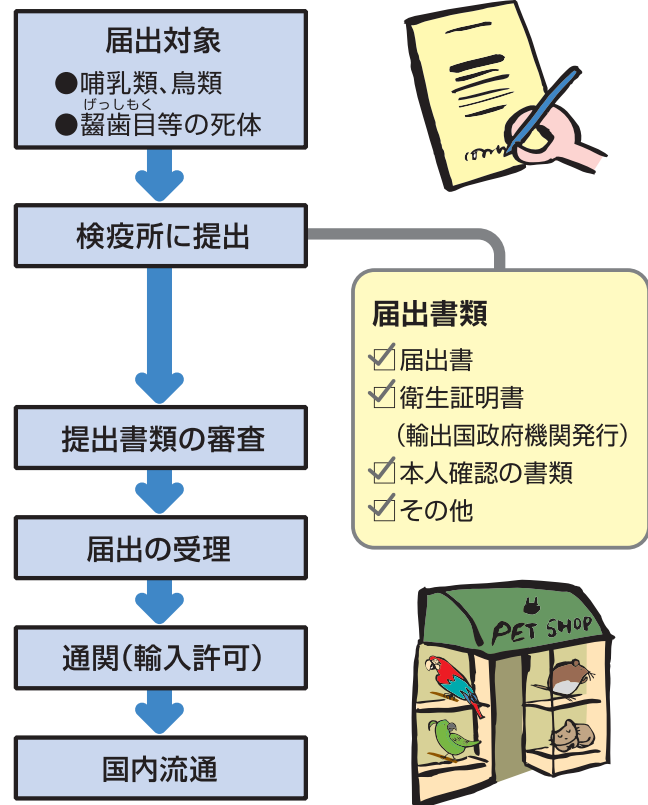 届出対象
●哺乳類、鳥類
げっしもく
●齧歯目等の死体
検疫所に提出
届出書類
届出書
衛生証明書
（輸出国政府機関発行）
本人確認の書類
その他
提出書類の審査
届出の受理
通関（輸入許可）
国内流通
PET SHOP